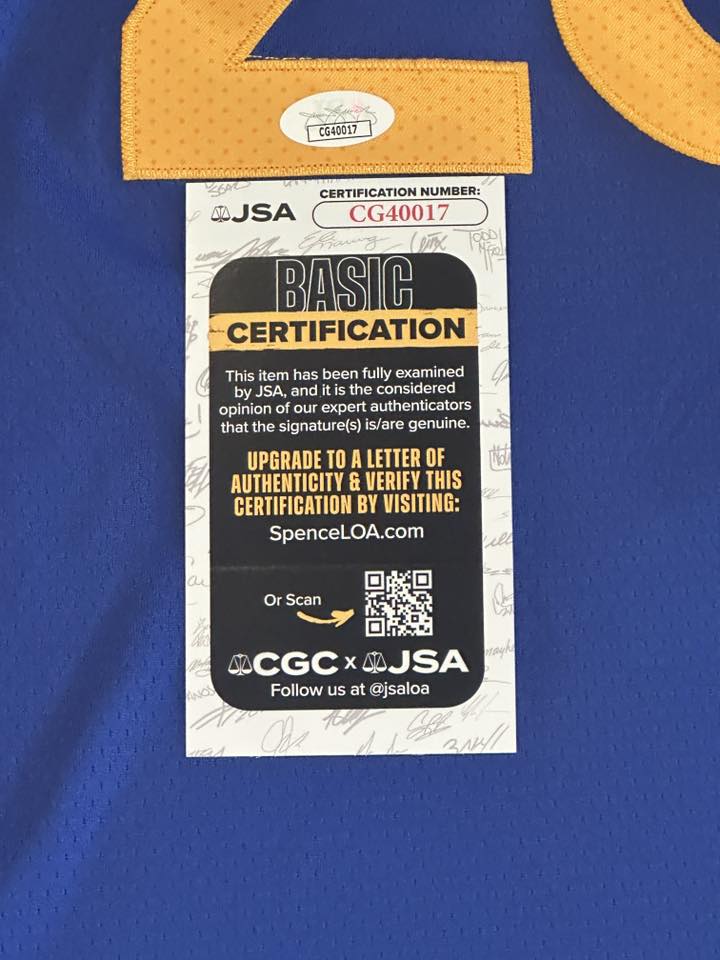 2
CG40017
JSA
CERTIFICATION NUMBER:
CG40017
BASIC
CERTIFICATION
This item has been fully examined
by JSA, and it is the considered
opinion of our expert authenticators
that the signature(s) is/are genuine.
UPGRADE TO A LETTER OF
AUTHENTICITY & VERIFY THIS
CERTIFICATION BY VISITING:
SpenceLOA.com
Or Scan
CGC x JSA
Follow us at @jsaloa